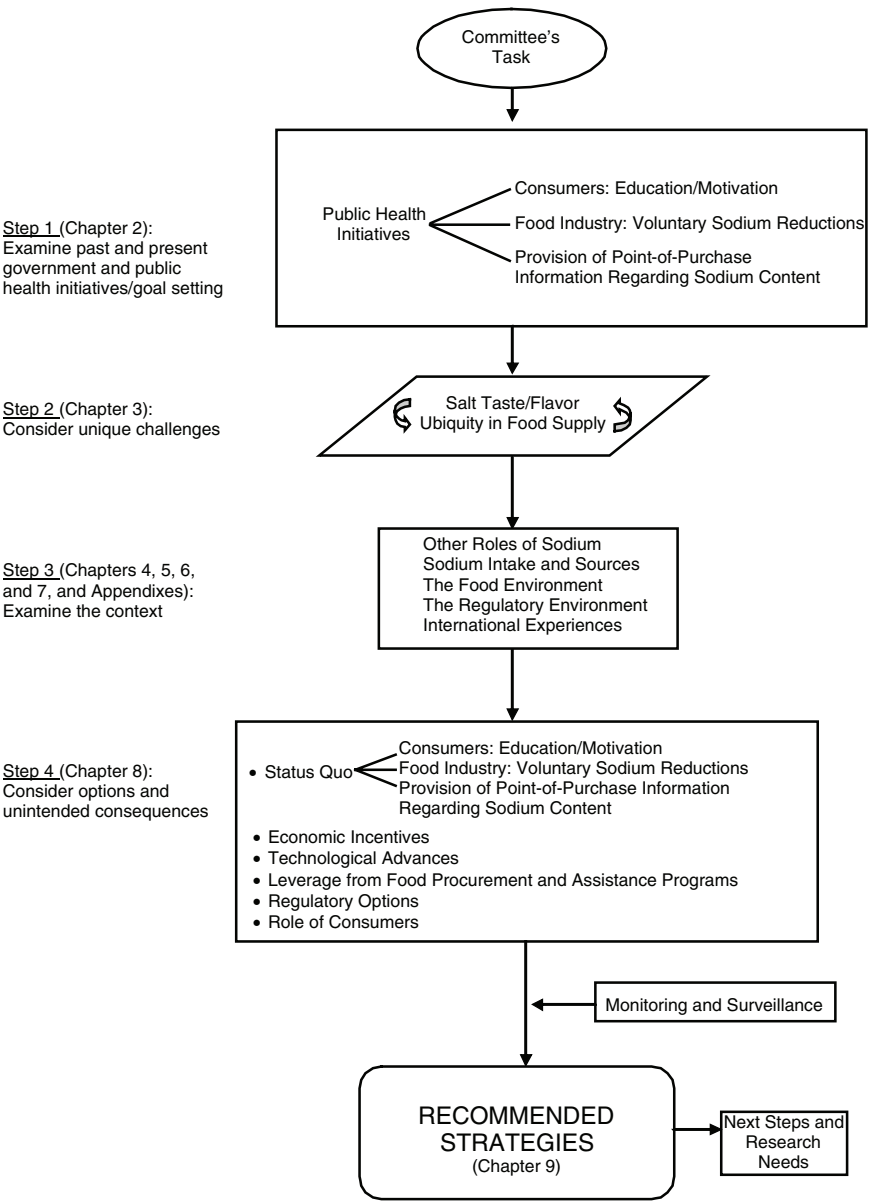 Committee's
Task
Step 1 (Chapter 2):
Examine past and present
government and public
health initiatives/goal setting
Public Health
Initiatives
Consumers: Education/Motivation
Food Industry: Voluntary Sodium Reductions
Provision of Point-of-Purchase
Information Regarding Sodium Content
Step 2 (Chapter 3):
Consider unique challenges
Salt Taste/Flavor
Ubiquity in Food Supply
Step 3 (Chapters 4, 5, 6,
and 7, and Appendixes):
Examine the context
Other Roles of Sodium
Sodium Intake and Sources
The Food Environment
The Regulatory Environment
International Experiences
Step 4 (Chapter 8):
Consider options and
unintended consequences
• Status Quo
Consumers: Education/Motivation
Food Industry: Voluntary Sodium Reductions
Provision of Point-of-Purchase Information
Regarding Sodium Content
• Economic Incentives
• Technological Advances
• Leverage from Food Procurement and Assistance Programs
• Regulatory Options
• Role of Consumers
Monitoring and Surveillance
RECOMMENDED
STRATEGIES
(Chapter 9)
Next Steps and
Research
Needs